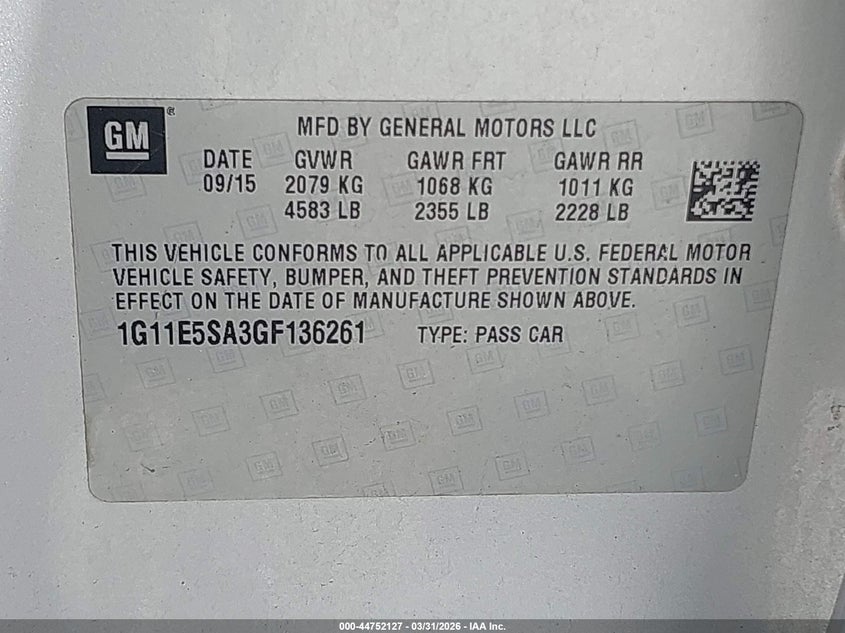 GM®
MFD BY GENERAL MOTORS LLC
DATE GVWR GAWR FRT GAWR RR
09/15 2079 KG 1068 KG 1011 KG
4583 LB 2355 LB 2228 LB
THIS VEHICLE CONFORMS TO ALL APPLICABLE U.S. FEDERAL MOTOR
VEHICLE SAFETY, BUMPER, AND THEFT PREVENTION STANDARDS IN
EFFECT ON THE DATE OF MANUFACTURE SHOWN ABOVE.
1G11E5SA3GF136261 TYPE: PASS CAR
000-44752127 - 03/31/2026 - IAA Inc.